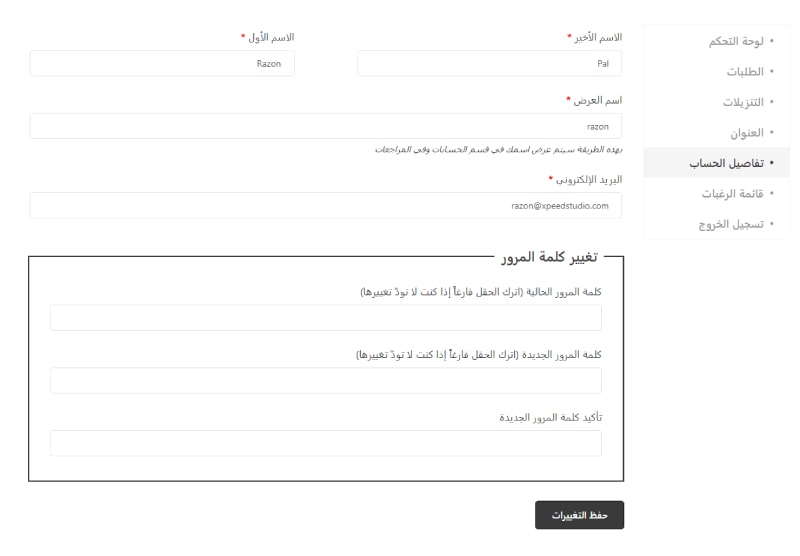 لوحة التحكم
الطلبات
التنزيلات
العنوان
تفاصيل الحساب
قائمة الرغبات
تسجيل الخروج
الاسم الأخير *
الاسم الأول *
Pal
Razon
اسم العرض *
razon
بهذه الطريقة سيتم عرض اسمك في قسم الحسابات وفي المراجعات
البريد الإلكتروني *
razon@xpeedstudio.com
تغيير كلمة المرور
كلمة المرور الحالية (اترك الحقل فارغاً إذا كنت لا تودّ تغييرها)
كلمة المرور الجديدة (اترك الحقل فارغاً إذا كنت لا تودّ تغييرها)
تأكيد كلمة المرور الجديدة
حفظ التغييرات